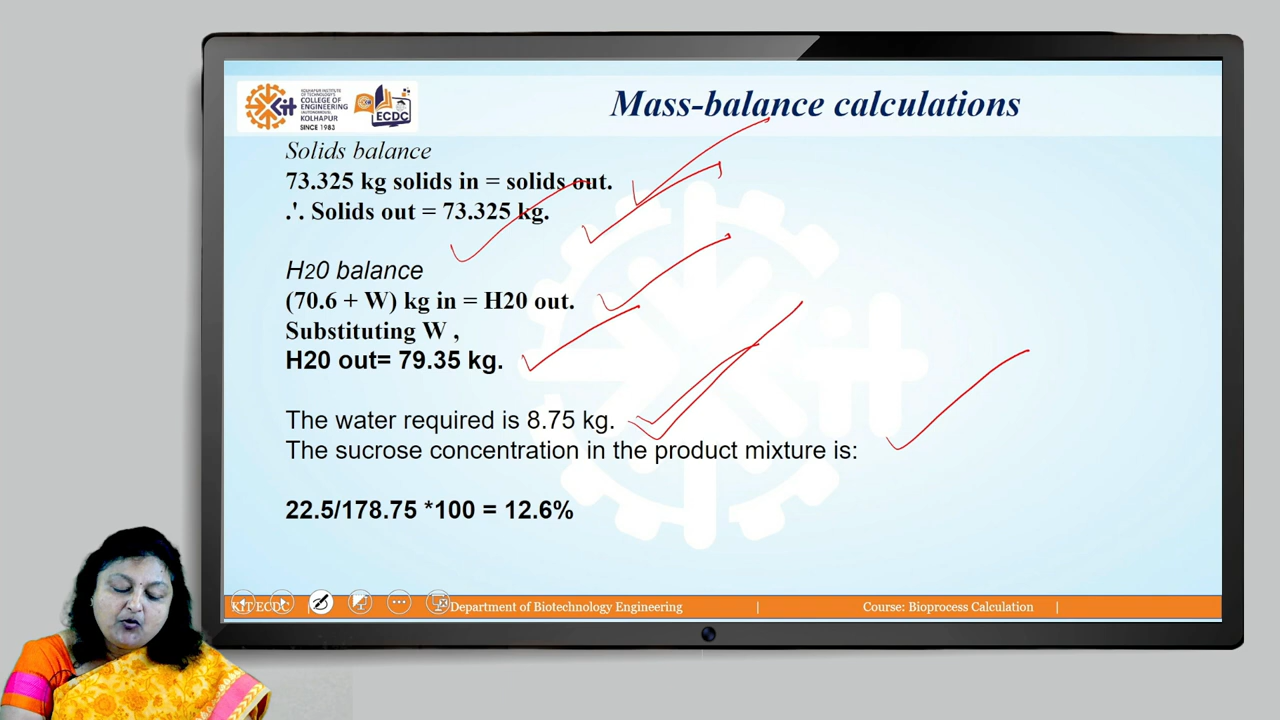 KOLHAPUR INSTITUTE
OF TECHNOLOGY'S
COLLEGE OF
ENGINEERING
(AUTONOMOUS)
KOLHAPUR
SINCE 1983
Kit
ECDC
Mass-balance calculations
Solids balance
73.325 kg solids in = solids out.
.'. Solids out = 73.325 kg.
H20 balance
(70.6 + W) kg in = H20 out.
Substituting W ,
H20 out= 79.35 kg.
The water required is 8.75 kg.
The sucrose concentration in the product mixture is:
22.5/178.75 *100 = 12.6%
KIT ECDC | Department of Biotechnology Engineering | Course: Bioprocess Calculation |